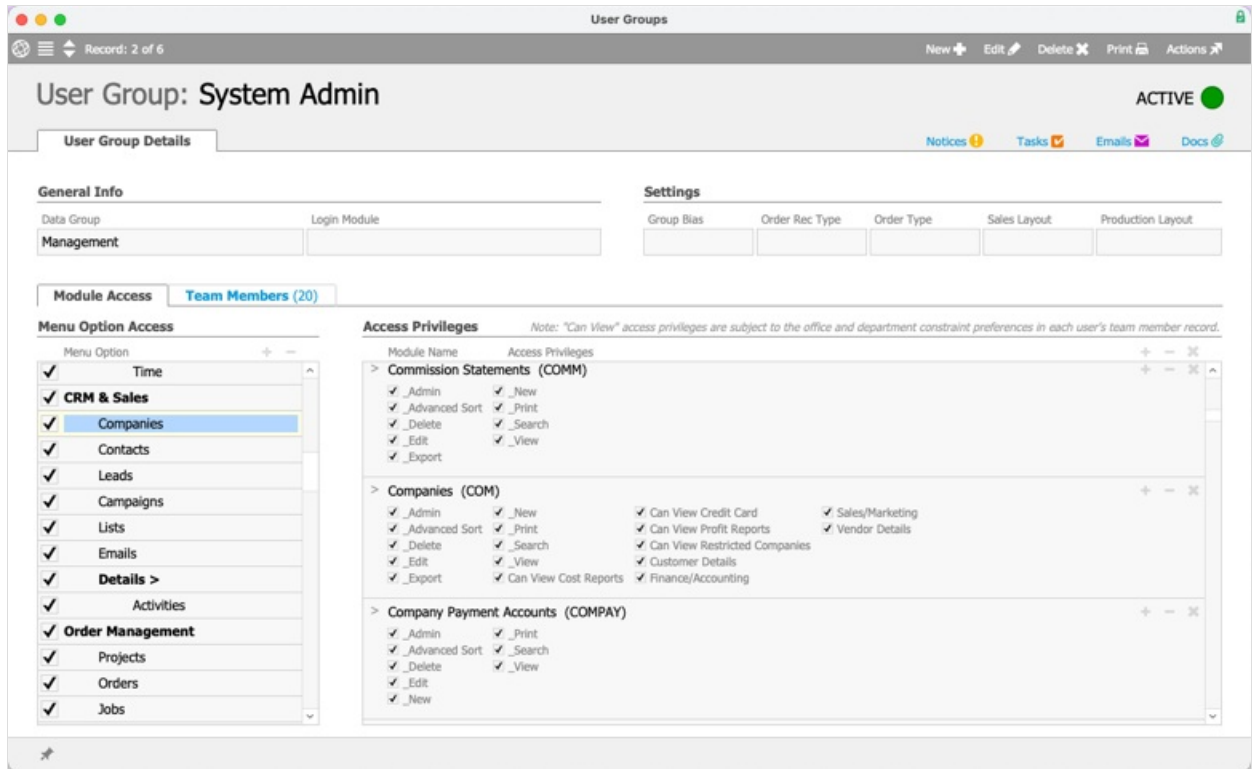 User Groups
Record: 2 of 6
New Edit Delete Print Actions
User Group: System Admin
ACTIVE
User Group Details
Notices Tasks Emails Docs
General Info
Data Group Login Module
Management
Settings
Group Bias Order Rec Type Order Type Sales Layout Production Layout
Module Access Team Members (20)
Menu Option Access
Menu Option
Time
CRM & Sales
Companies
Contacts
Leads
Campaigns
Lists
Emails
Details >
Activities
Order Management
Projects
Orders
Jobs
Access Privileges Note: "Can View" access privileges are subject to the office and department constraint preferences in each user's team member record.
Module Name Access Privileges
> Commission Statements (COMM)
_Admin _New
_Advanced Sort _Print
_Delete _Search
_Edit _View
_Export
> Companies (COM)
_Admin _New Can View Credit Card Sales/Marketing
_Advanced Sort _Print Can View Profit Reports Vendor Details
_Delete _Search Can View Restricted Companies
_Edit _View Customer Details
_Export Can View Cost Reports Finance/Accounting
> Company Payment Accounts (COMPAY)
_Admin _Print
_Advanced Sort _Search
_Delete _View
_Edit
_New